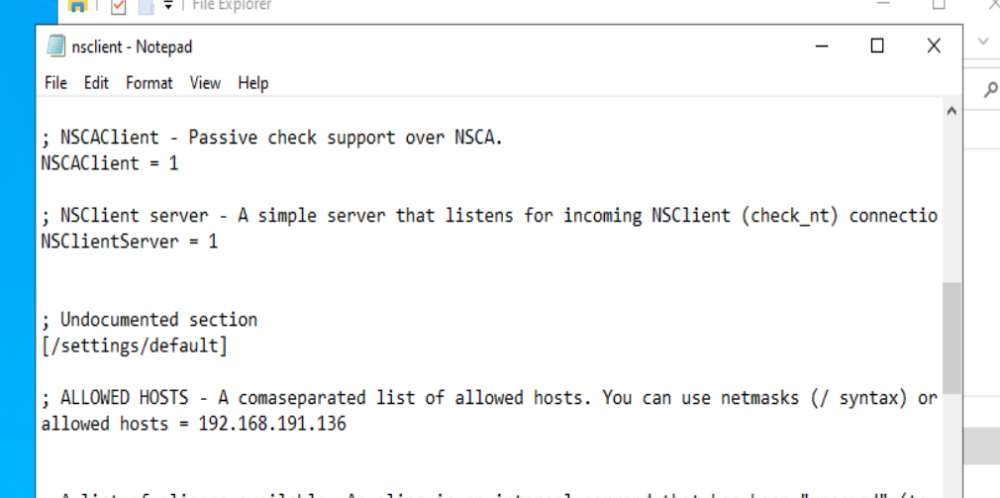 File Explorer
nsclient - Notepad
File Edit Format View Help
; NSCAClient - Passive check support over NSCA.
NSCAClient = 1
; NSClient server - A simple server that listens for incoming NSClient (check_nt) connectio
NSClientServer = 1
; Undocumented section
[/settings/default]
; ALLOWED HOSTS - A comaseparated list of allowed hosts. You can use netmasks (/ syntax) or
allowed hosts = 192.168.191.136